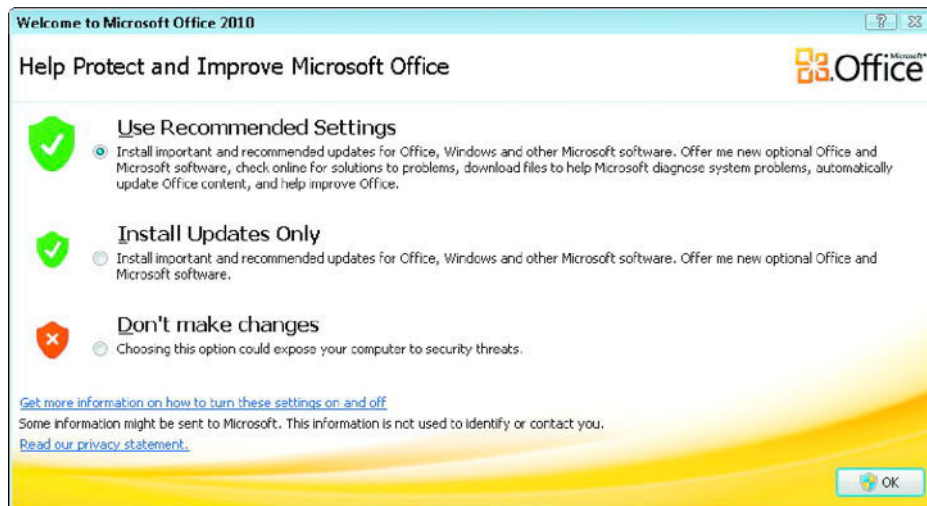 Welcome to Microsoft Office 2010
Help Protect and Improve Microsoft Office
Microsoft
Office
Use Recommended Settings
Install important and recommended updates for Office, Windows and other Microsoft software. Offer me new optional Office and
Microsoft software, check online for solutions to problems, download files to help Microsoft diagnose system problems, automatically
update Office content, and help improve Office.
Install Updates Only
Install important and recommended updates for Office, Windows and other Microsoft software. Offer me new optional Office and
Microsoft software.
Don't make changes
Choosing this option could expose your computer to security threats.
Get more information on how to turn these settings on and off
Some information might be sent to Microsoft. This information is not used to identify or contact you.
Read our privacy statement.
OK